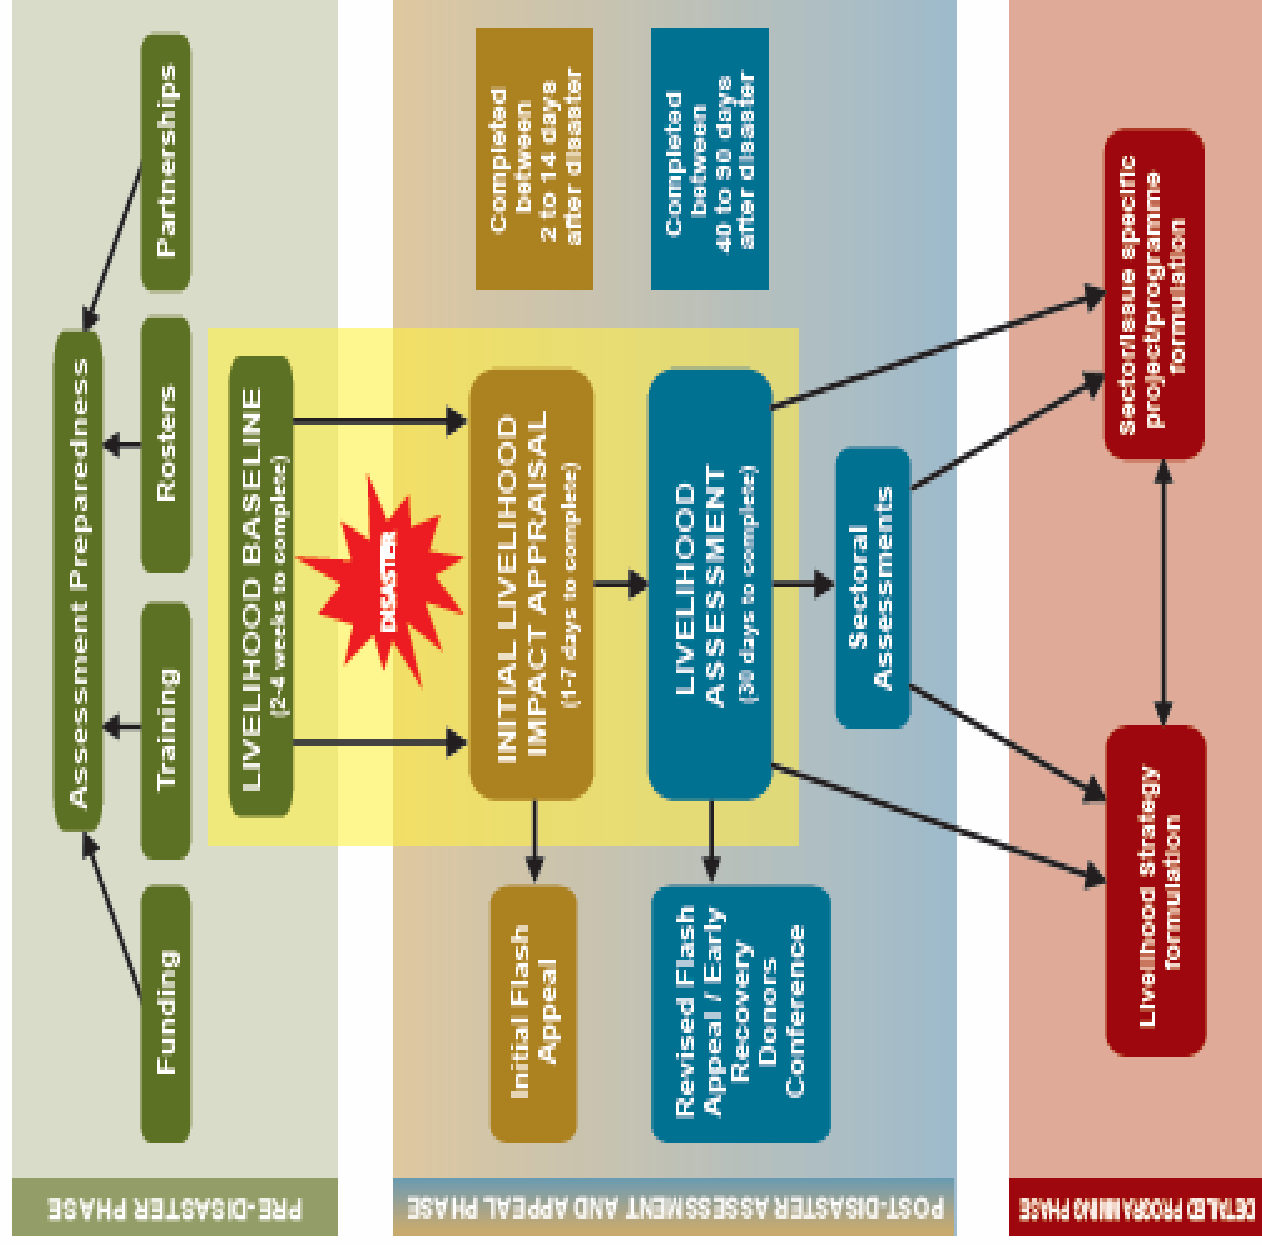 PRE-DISASTER PHASE
Assessment Preparedness
Funding
Training
Rosters
Partnerships
LIVELIHOOD BASELINE
(2-4 weeks to complete)
POST-DISASTER ASSESSMENT AND APPEAL PHASE
DISASTER
Initial Flash
Appeal
INITIAL LIVELIHOOD
IMPACT APPRAISAL
(1-7 days to complete)
Completed
between
2 to 14 days
after disaster
Revised Flash
Appeal / Early
Recovery
Donors
Conference
LIVELIHOOD
ASSESSMENT
(30 days to complete)
Completed
between
40 to 90 days
after disaster
Sectoral
Assessments
DETAILED PROGRAMMING PHASE
Livelihood Strategy
formulation
Sector/issue specific
project/programme
formulation